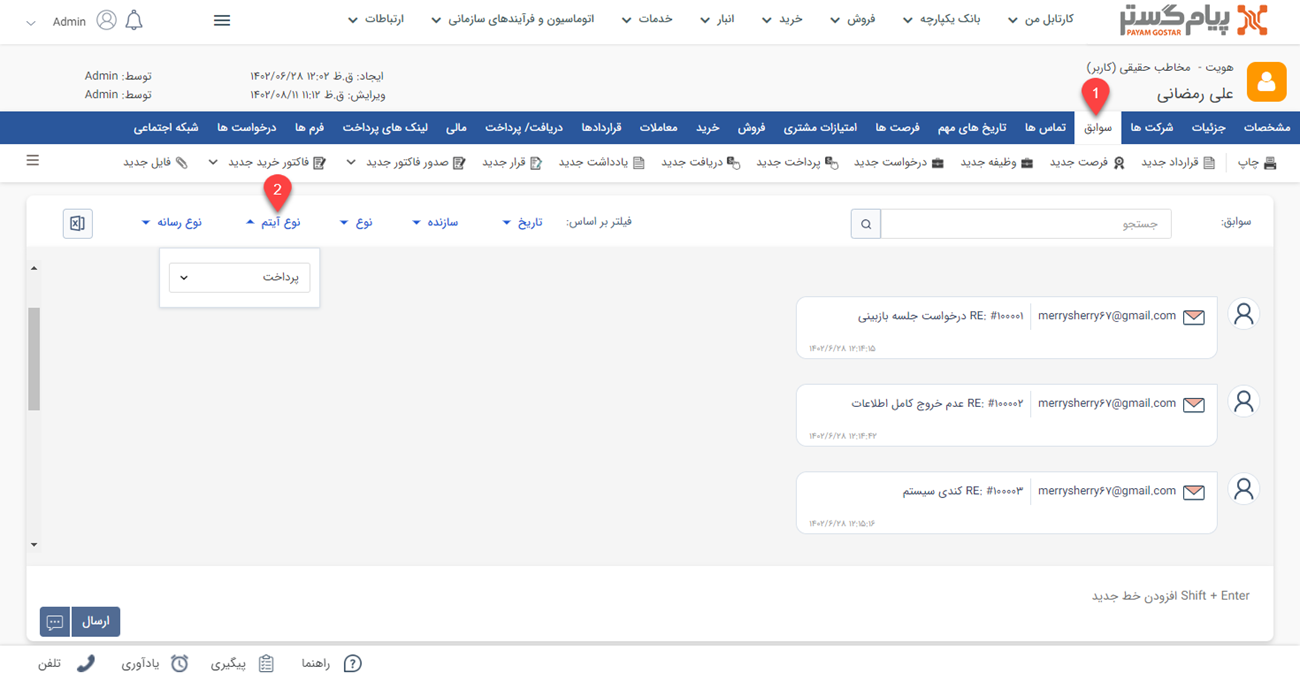 پیام گستر
PAYAM GOSTAR
کارتابل من
بانک یکپارچه
فروش
خرید
انبار
خدمات
اتوماسیون و فرآیندهای سازمانی
ارتباطات
Admin
هویت - مخاطب حقیقی (کاربر)
علی رمضانی
ایجاد: ق.ظ ۱۲:۰۲ ۱۴۰۲/۰۶/۲۸
توسط: Admin
ویرایش: ق.ظ ۱۱:۱۲ ۱۴۰۲/۰۸/۱۱
توسط: Admin
1
مشخصات
جزئیات
شرکت ها
سوابق
تماس ها
تاریخ های مهم
فرصت ها
امتیازات مشتری
فروش
خرید
معاملات
قراردادها
دریافت/ پرداخت
مالی
لینک های پرداخت
فرم ها
درخواست ها
شبکه اجتماعی
چاپ
قرارداد جدید
فرصت جدید
وظیفه جدید
درخواست جدید
پرداخت جدید
دریافت جدید
یادداشت جدید
قرار جدید
صدور فاکتور جدید
فاکتور خرید جدید
فایل جدید
2
سوابق:
جستجو
فیلتر بر اساس:
تاریخ
سازنده
نوع
نوع آیتم
نوع رسانه
پرداخت
merrysherry۶۷@gmail.com
RE: #۱۰۰۰۰۱ درخواست جلسه بازبینی
۱۴۰۲/۶/۲۸ ۱۲:۱۴:۱۵
merrysherry۶۷@gmail.com
RE: #۱۰۰۰۰۲ عدم خروج کامل اطلاعات
۱۴۰۲/۶/۲۸ ۱۲:۱۴:۴۲
merrysherry۶۷@gmail.com
RE: #۱۰۰۰۰۳ کندی سیستم
۱۴۰۲/۶/۲۸ ۱۲:۱۵:۱۶
Shift + Enter افزودن خط جدید
ارسال
راهنما
پیگیری
یادآوری
تلفن